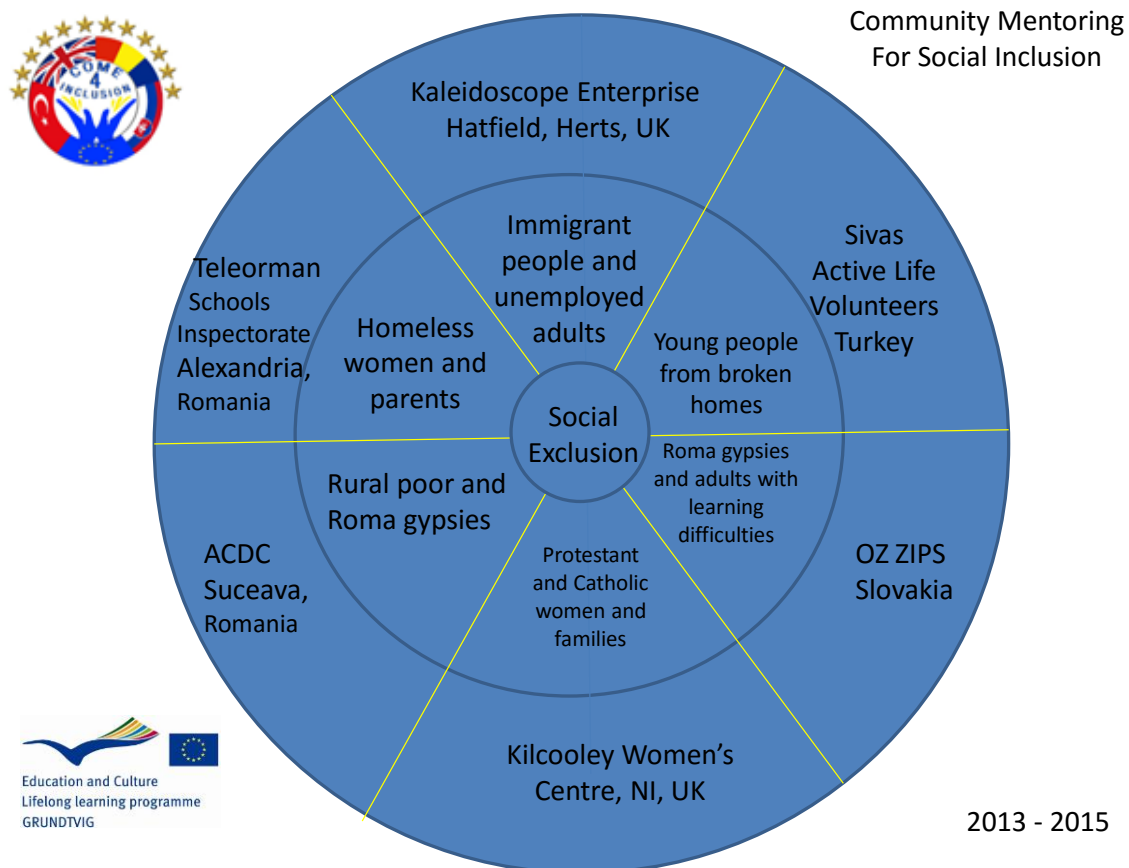 COME
4
INCLUSION
Community Mentoring
For Social Inclusion
Kaleidoscope Enterprise
Hatfield, Herts, UK
Immigrant
people and
unemployed
adults
Sivas
Active Life
Volunteers
Turkey
Teleorman
Schools
Inspectorate
Alexandria,
Romania
Homeless
women and
parents
Young people
from broken
homes
Social
Exclusion
Rural poor and
Roma gypsies
Roma gypsies
and adults with
learning
difficulties
ACDC
Suceava,
Romania
Protestant
and Catholic
women and
families
OZ ZIPS
Slovakia
Kilcooley Women’s
Centre, NI, UK
Education and Culture
Lifelong learning programme
GRUNDTVIG
2013 - 2015